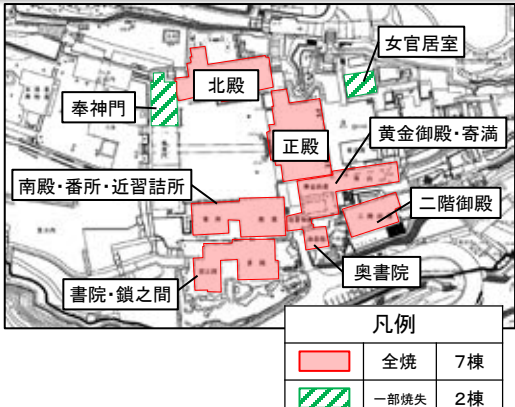 女官居室
北殿
奉神門
正殿
黄金御殿・寄満
南殿・番所・近習詰所
二階御殿
奥書院
書院・鎖之間
凡例
全焼 7棟
一部焼失 2棟